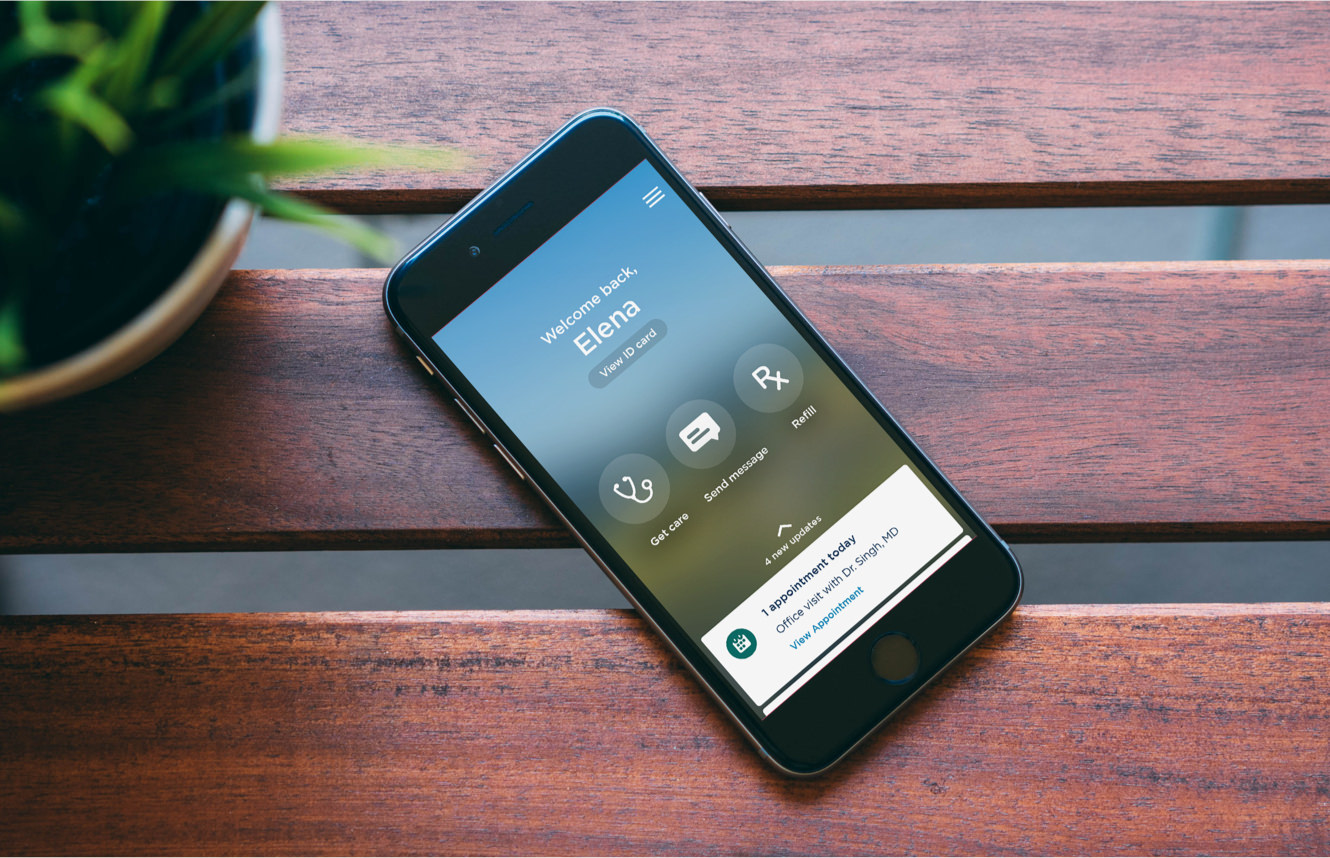 Welcome back,
Elena
View ID card
Get care
Send message
Rx
Refill
4 new updates
1 appointment today
Office visit with Dr. Singh, MD
View Appointment